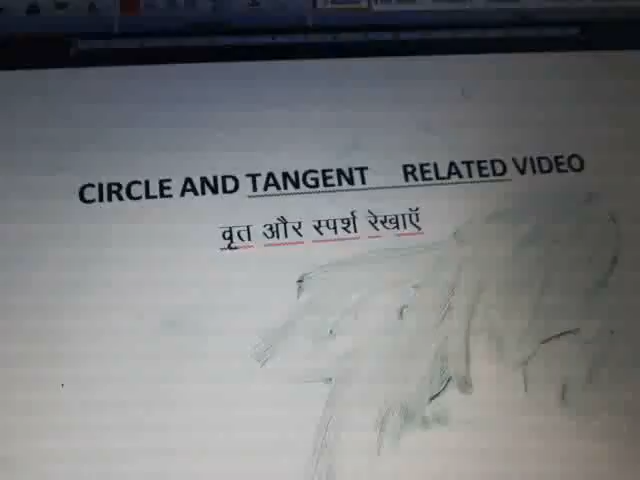 CIRCLE AND TANGENT RELATED VIDEO
वृत और स्पर्श रेखाऍ